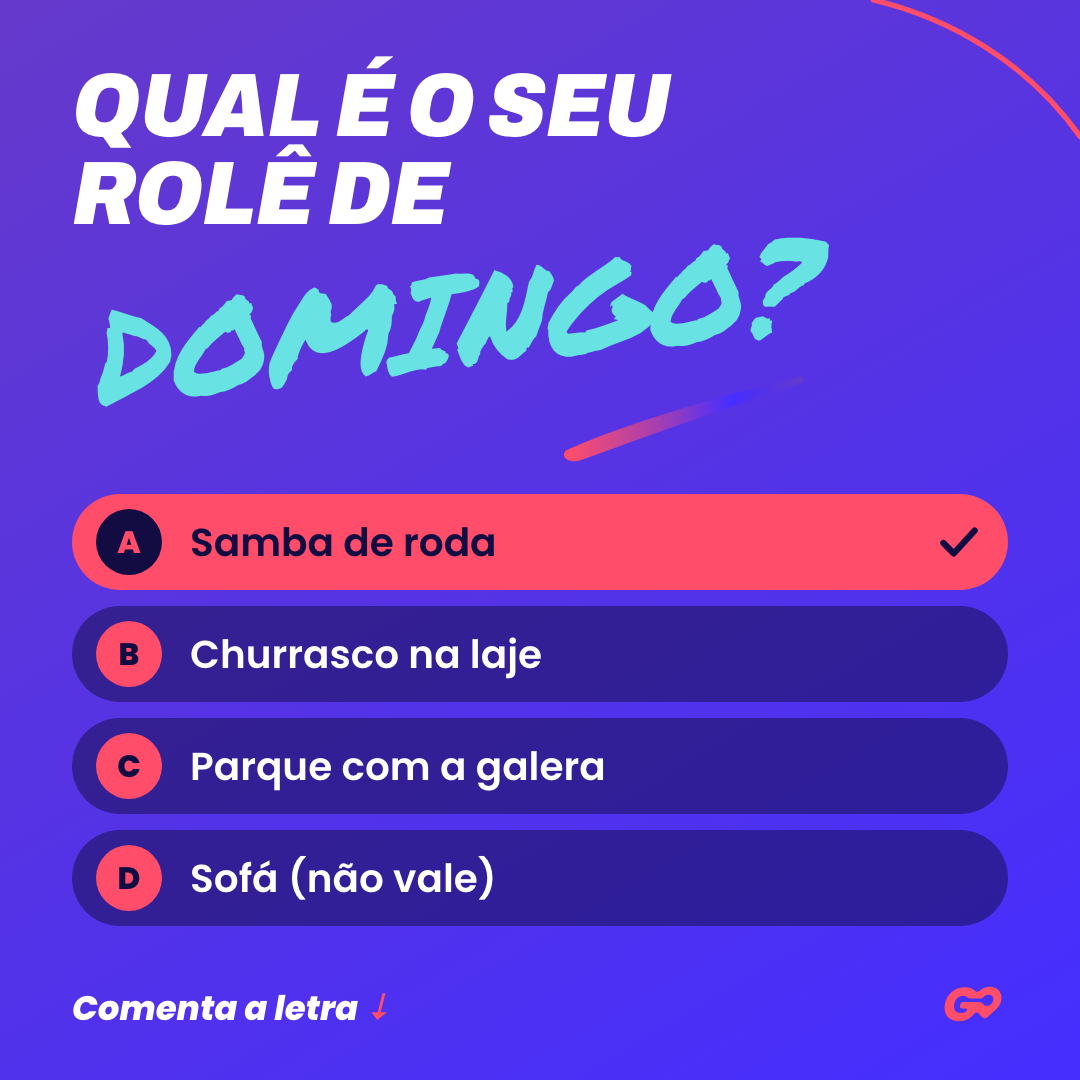 QUAL É O SEU
ROLÊ DE
DOMINGO?
A Samba de roda
B Churrasco na laje
C Parque com a galera
D Sofá (não vale)
Comenta a letra ↓
GO